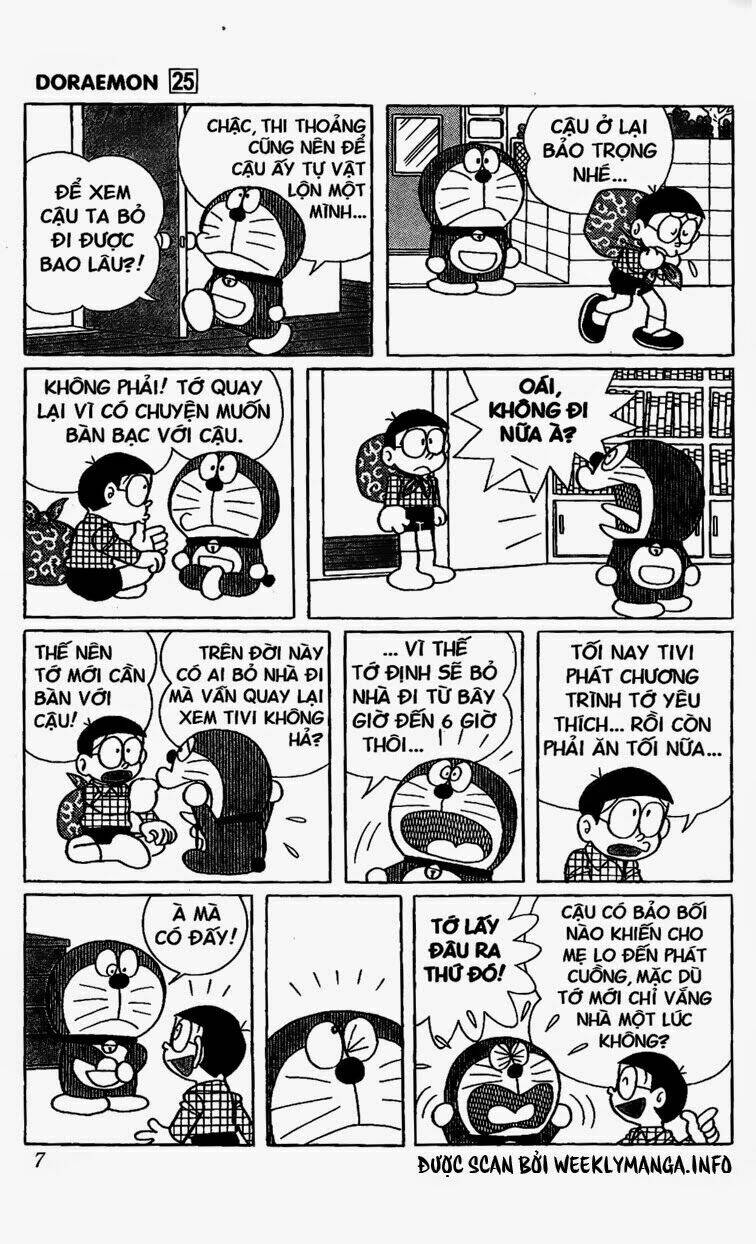 DORAEMON 25
CẬU Ở LẠI
BẢO TRỌNG
NHÉ...
CHẬC, THI THOẢNG
CŨNG NÊN ĐỂ
CẬU ẤY TỰ VẬT
LỘN MỘT
MÌNH...
ĐỂ XEM
CẬU TA BỎ
ĐI ĐƯỢC
BAO LÂU?!
OÁI,
KHÔNG ĐI
NỮA À?
KHÔNG PHẢI! TỚ QUAY
LẠI VÌ CÓ CHUYỆN MUỐN
BÀN BẠC VỚI CẬU.
TỐI NAY TIVI
PHÁT CHƯƠNG
TRÌNH TỚ YÊU
THÍCH... RỒI CÒN
PHẢI ĂN TỐI NỮA...
... VÌ THẾ
TỚ ĐỊNH SẼ BỎ
NHÀ ĐI TỪ BÂY
GIỜ ĐẾN 6 GIỜ
THÔI...
TRÊN ĐỜI NÀY
CÓ AI BỎ NHÀ ĐI
MÀ VẪN QUAY LẠI
XEM TIVI KHÔNG
HẢ?
THẾ NÊN
TỚ MỚI CẦN
BÀN VỚI
CẬU!
CẬU CÓ BẢO BỐI
NÀO KHIẾN CHO
MẸ LO ĐẾN PHÁT
CUỒNG, MẶC DÙ
TỚ MỚI CHỈ VẮNG
NHÀ MỘT LÚC
KHÔNG?
TỚ LẤY
ĐÂU RA
THỨ ĐÓ!
À MÀ
CÓ ĐẤY!
7
ĐƯỢC SCAN BỞI WEEKLYMANGA.INFO